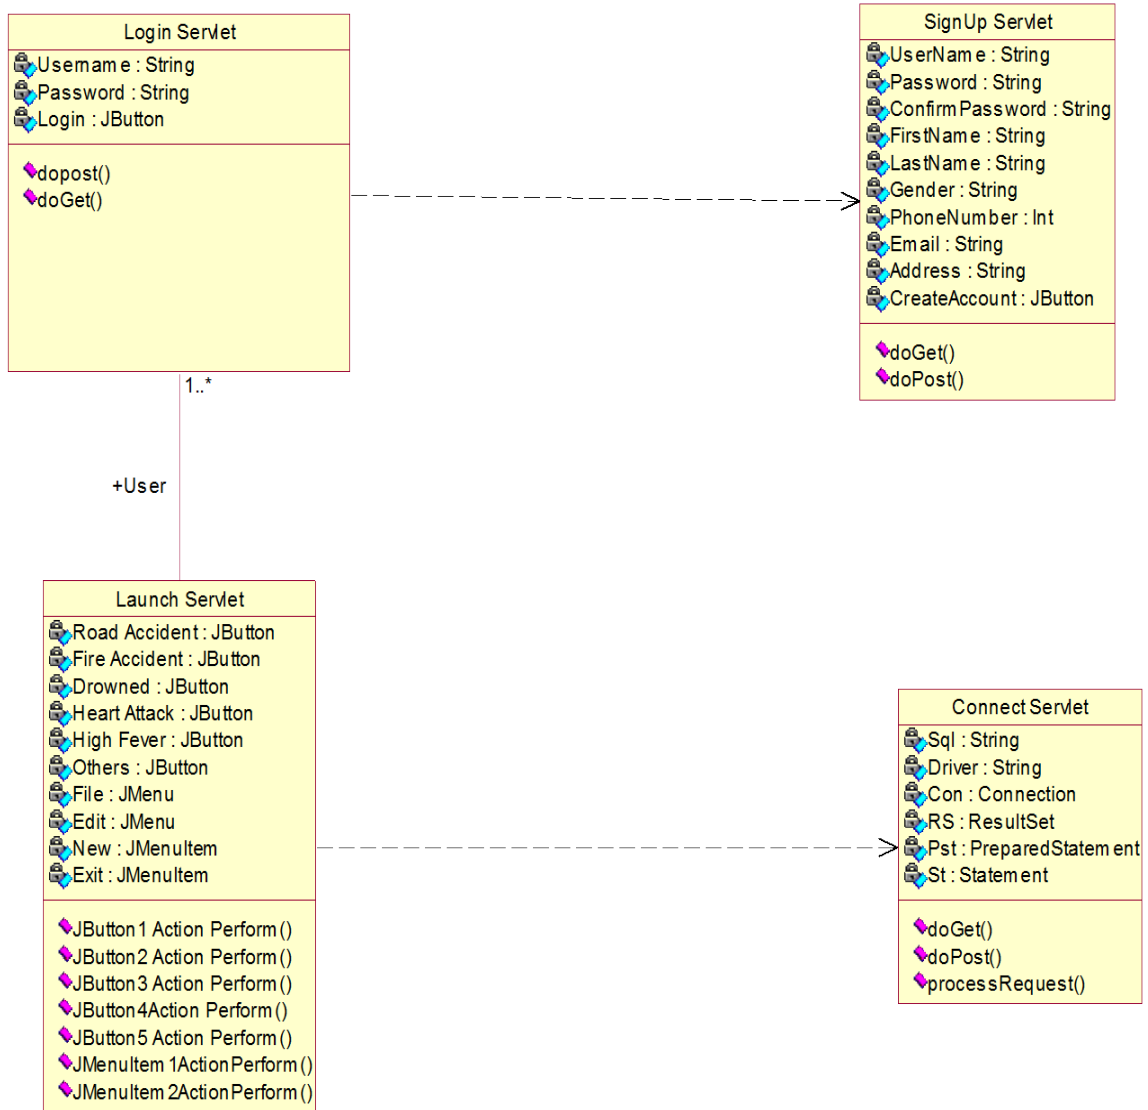 Login Servlet
Username : String
Password : String
Login : JButton
dopost()
doGet()
SignUp Servlet
UserName : String
Password : String
ConfirmPassword : String
FirstName : String
LastName : String
Gender : String
PhoneNumber : Int
Email : String
Address : String
CreateAccount : JButton
doGet()
doPost()
1..*
+User
Launch Servlet
Road Accident : JButton
Fire Accident : JButton
Drowned : JButton
Heart Attack : JButton
High Fever : JButton
Others : JButton
File : JMenu
Edit : JMenu
New : JMenuItem
Exit : JMenuItem
JButton1 Action Perform()
JButton2 Action Perform()
JButton3 Action Perform()
JButton4Action Perform()
JButton5 Action Perform()
JMenuItem 1ActionPerform()
JMenuItem 2ActionPerform()
Connect Servlet
Sql : String
Driver : String
Con : Connection
RS : ResultSet
Pst : PreparedStatement
St : Statement
doGet()
doPost()
processRequest()